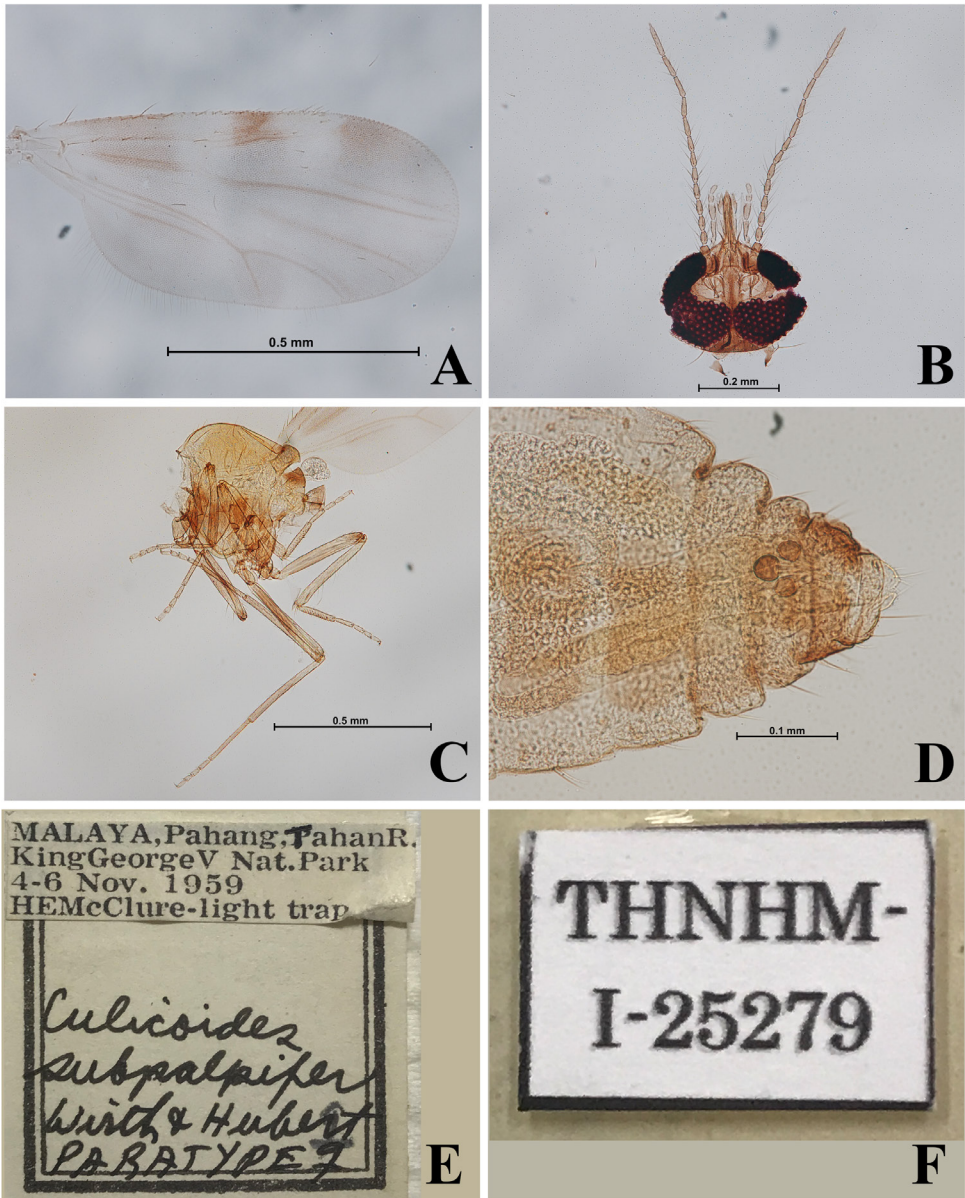 0.5 mm
A
0.2 mm
B
0.5 mm
C
0.1 mm
D
MALAYA,Pahang,TahanR.
KingGeorgeV Nat.Park
4-6 Nov. 1959
HEMcClure-light trap
Culicoides
subpalpifer
Wirth & Hubert
PARATYPE ♀
E
THNHM-
I-25279
F